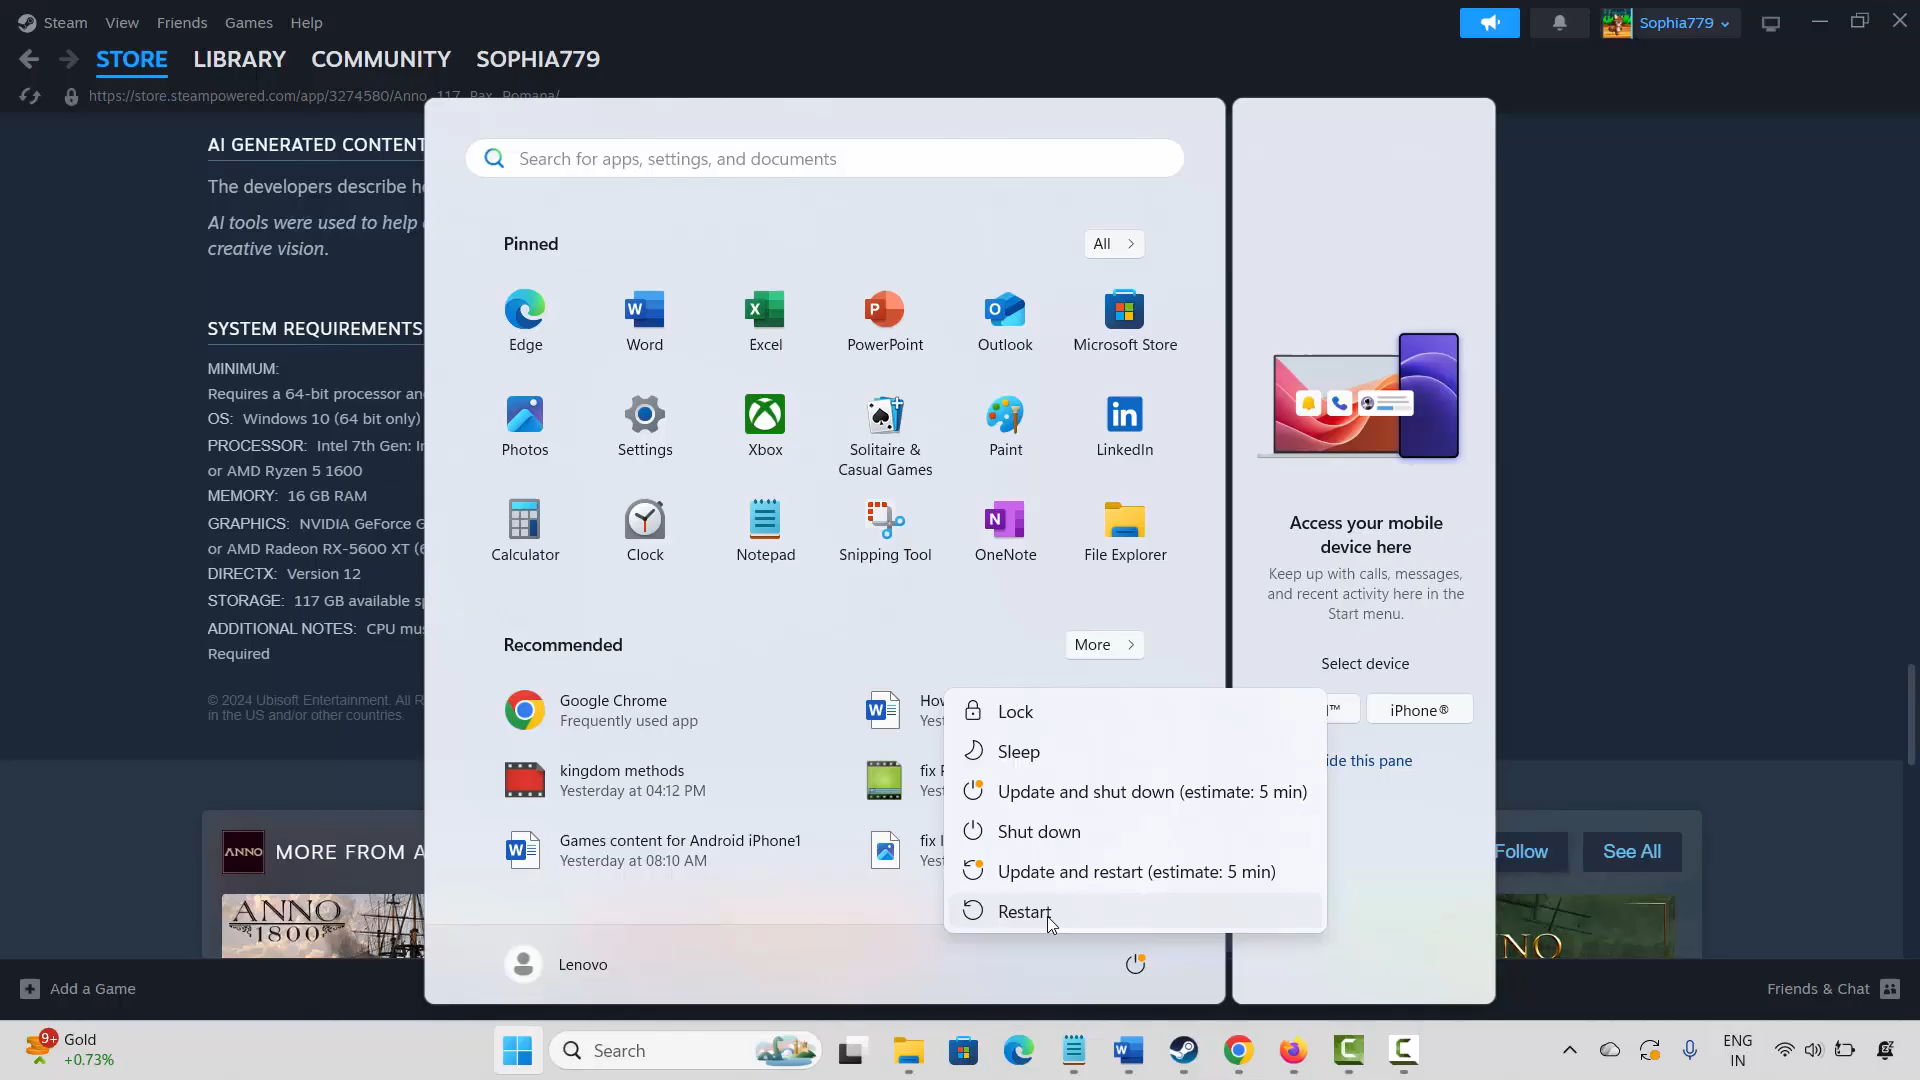 Steam View Friends Games Help
Sophia779
STORE LIBRARY COMMUNITY SOPHIA779
https://store.steampowered.com/app/3274580/Anno_117_Pax_Romana/
AI GENERATED CONTENT
The developers describe
AI tools were used to help
creative vision.
SYSTEM REQUIREMENTS
MINIMUM:
Requires a 64-bit processor
OS: Windows 10 (64 bit only)
PROCESSOR: Intel 7th Gen:
or AMD Ryzen 5 1600
MEMORY: 16 GB RAM
GRAPHICS: NVIDIA GeForce
or AMD Radeon RX-5600 XT
DIRECTX: Version 12
STORAGE: 117 GB available
ADDITIONAL NOTES: CPU
Required
© 2024 Ubisoft Entertainment. All
in the US and/or other countries.
ANNO
MORE FROM
ANNO
1800
Follow
See All
Add a Game
Friends & Chat
Search for apps, settings, and documents
Pinned
All
Edge Word Excel PowerPoint Outlook Microsoft Store
Photos Settings Xbox Solitaire &
Casual Games Paint LinkedIn
Calculator Clock Notepad Snipping Tool OneNote File Explorer
Recommended
More
Google Chrome
Frequently used app
kingdom methods
Yesterday at 04:12 PM
fix
Games content for Android iPhone1
Yesterday at 08:10 AM
fix
Lenovo
Lock
Sleep
Update and shut down (estimate: 5 min)
Shut down
Update and restart (estimate: 5 min)
Restart
Access your mobile
device here
Keep up with calls, messages,
and recent activity here in the
Start menu.
Select device
iPhone®
this pane
9+
Gold
+0.73%
Search
ENG
IN